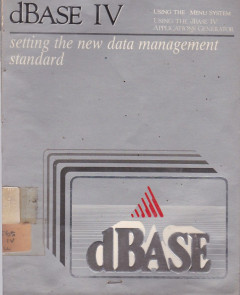 dBASE IV
USING THE MENU SYSTEM
USING THE dBASE IV
APPLICATIONS GENERATOR
setting the new data management
standard
dBASE